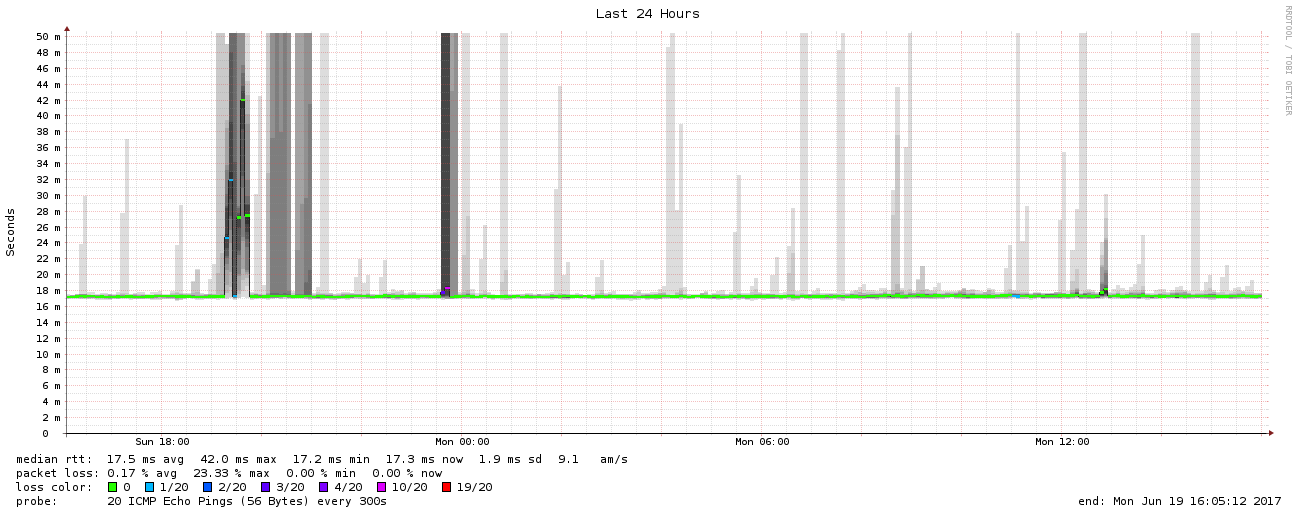 Last 24 Hours
RRDTOOL / TOBI OETIKER
Seconds
50 m
48 m
46 m
44 m
42 m
40 m
38 m
36 m
34 m
32 m
30 m
28 m
26 m
24 m
22 m
20 m
18 m
16 m
14 m
12 m
10 m
8 m
6 m
4 m
2 m
0
Sun 18:00 Mon 00:00 Mon 06:00 Mon 12:00
median rtt: 17.5 ms avg 42.0 ms max 17.2 ms min 17.3 ms now 1.9 ms sd 9.1 am/s
packet loss: 0.17 % avg 23.33 % max 0.00 % min 0.00 % now
loss color: 0 1/20 2/20 3/20 4/20 10/20 19/20
probe: 20 ICMP Echo Pings (56 Bytes) every 300s end: Mon Jun 19 16:05:12 2017